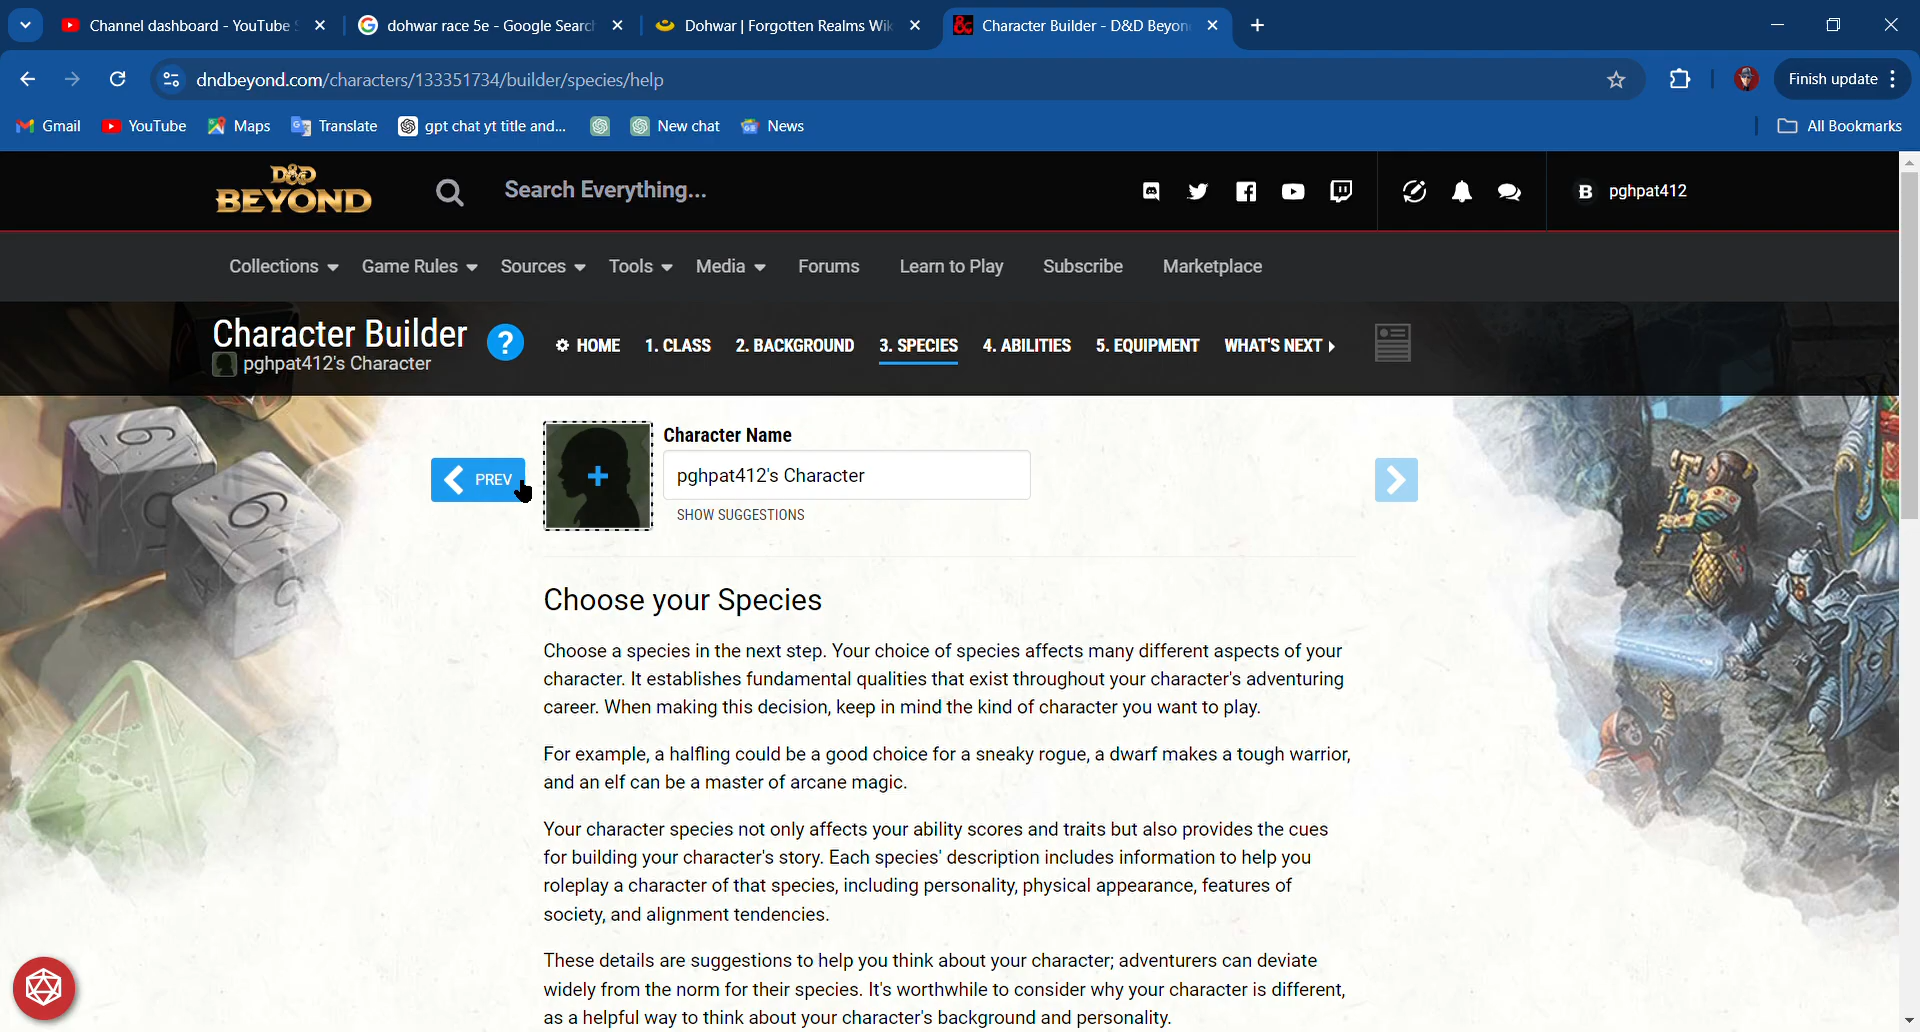 Channel dashboard - YouTube S
dohwar race 5e - Google Search
Dohwar | Forgotten Realms Wik
Character Builder - D&D Beyon
dndbeyond.com/characters/133351734/builder/species/help
Finish update
Gmail
YouTube
Maps
Translate
gpt chat yt title and...
New chat
News
All Bookmarks
D&D
BEYOND
Search Everything...
B pghpat412
Collections
Game Rules
Sources
Tools
Media
Forums
Learn to Play
Subscribe
Marketplace
Character Builder
pghpat412's Character
?
HOME
1. CLASS
2. BACKGROUND
3. SPECIES
4. ABILITIES
5. EQUIPMENT
WHAT'S NEXT
PREV
Character Name
pghpat412's Character
SHOW SUGGESTIONS
Choose your Species
Choose a species in the next step. Your choice of species affects many different aspects of your
character. It establishes fundamental qualities that exist throughout your character's adventuring
career. When making this decision, keep in mind the kind of character you want to play.
For example, a halfling could be a good choice for a sneaky rogue, a dwarf makes a tough warrior,
and an elf can be a master of arcane magic.
Your character species not only affects your ability scores and traits but also provides the cues
for building your character's story. Each species' description includes information to help you
roleplay a character of that species, including personality, physical appearance, features of
society, and alignment tendencies.
These details are suggestions to help you think about your character; adventurers can deviate
widely from the norm for their species. It's worthwhile to consider why your character is different,
as a helpful way to think about your character's background and personality.